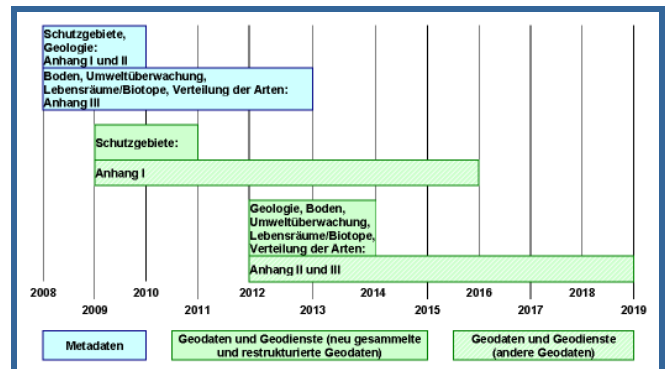 Schutzgebiete,
Geologie:
Anhang I und II
Boden, Umweltüberwachung,
Lebensräume/Biotope, Verteilung der Arten:
Anhang III
Schutzgebiete:
Anhang I
Geologie, Boden,
Umweltüberwachung,
Lebensräume/Biotope,
Verteilung der Arten:
Anhang II und III
2008 2010 2012 2014 2016 2018
2009 2011 2013 2015 2017 2019
Metadaten
Geodaten und Geodienste (neu gesammelte
und restrukturierte Geodaten)
Geodaten und Geodienste
(andere Geodaten)